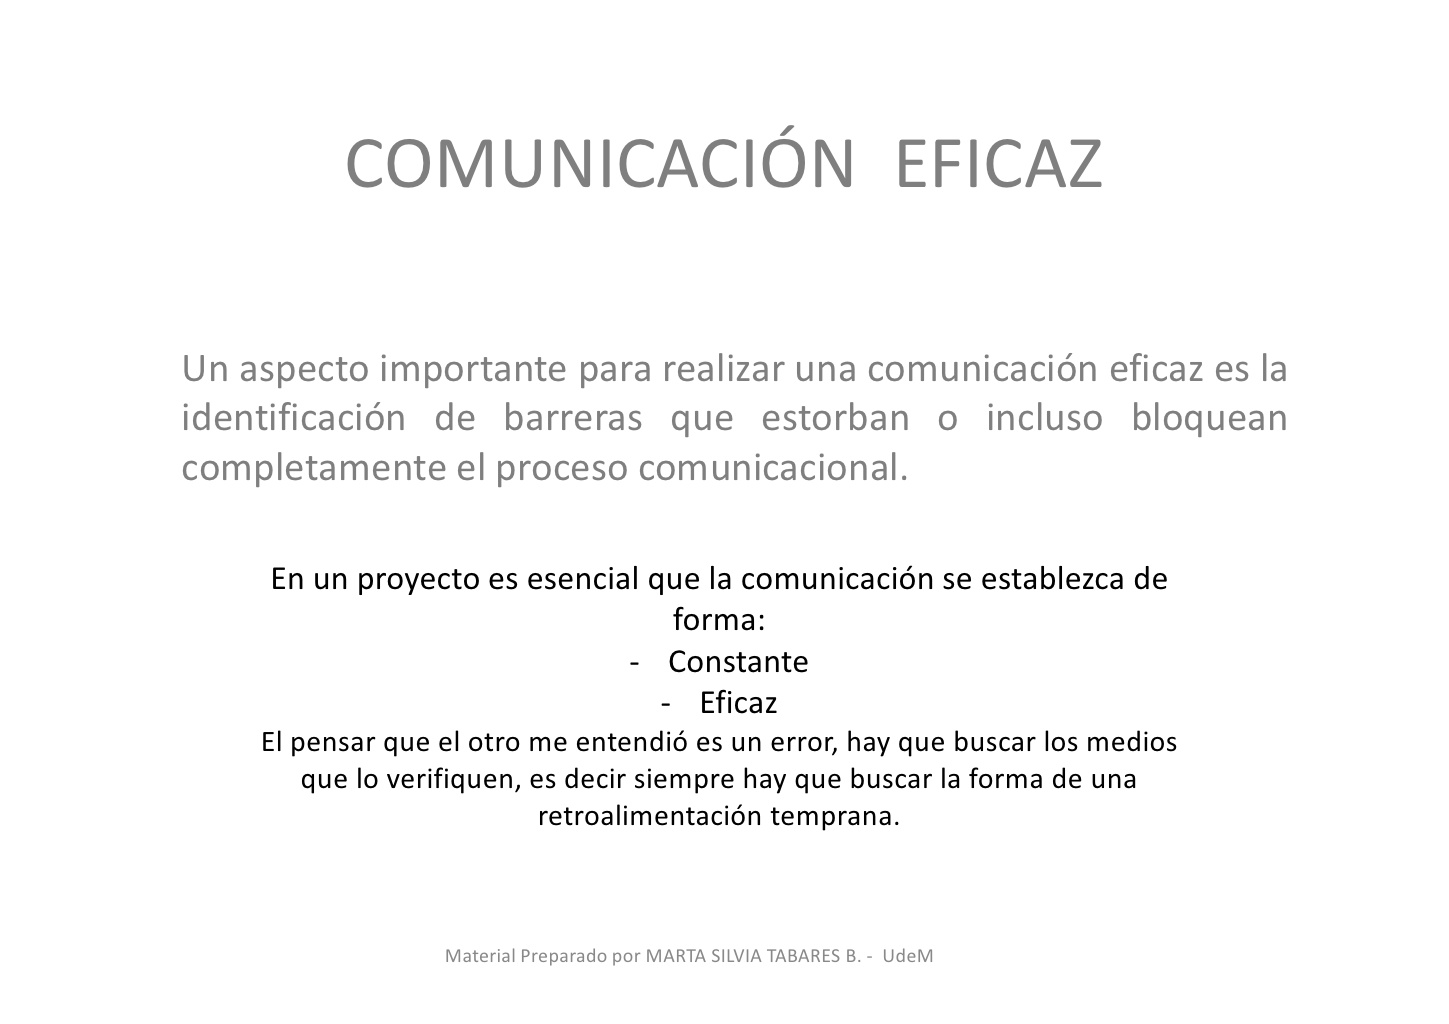 COMUNICACIÓN  EFICAZ
Un aspecto importante para realizar una comunicación eficaz es la
identificación de barreras que estorban o incluso bloquean
completamente el proceso comunicacional.
En un proyecto es esencial que la comunicación se establezca de
forma:
- Constante
- Eficaz
El pensar que el otro me entendió es un error, hay que buscar los medios
que lo verifiquen, es decir siempre hay que buscar la forma de una
retroalimentación temprana.
Material Preparado por MARTA SILVIA TABARES B. -  UdeM